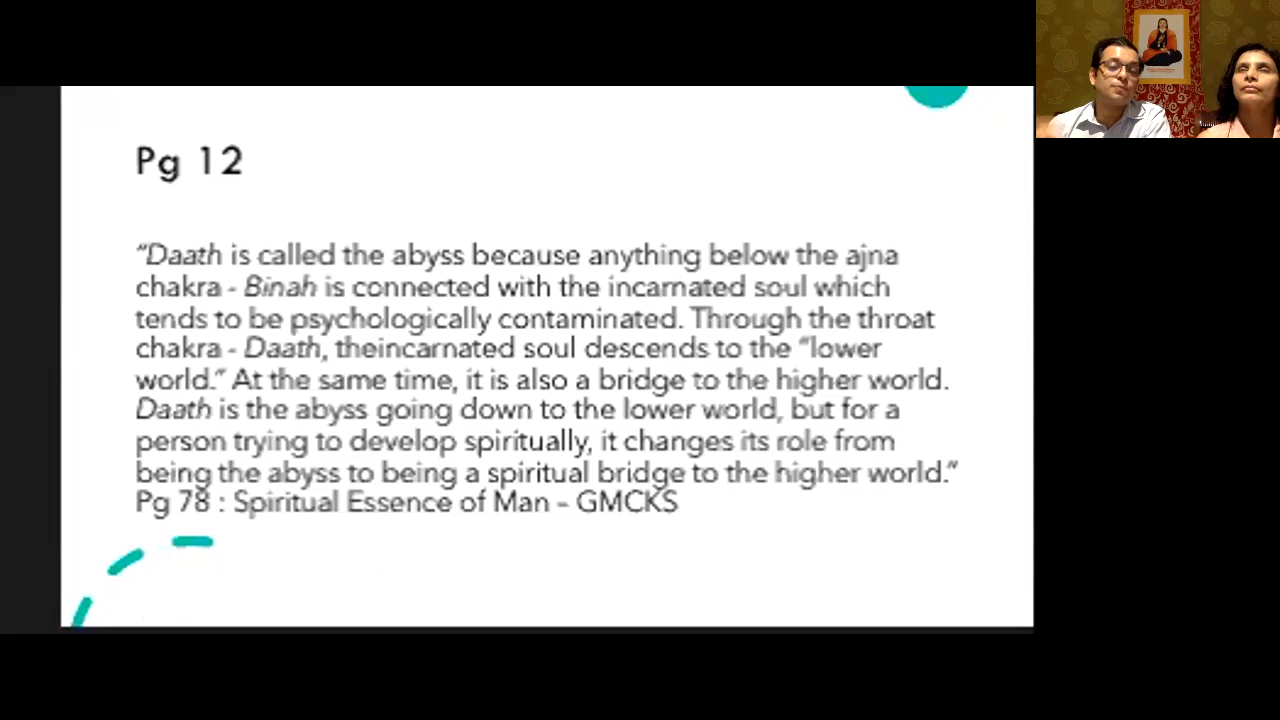 Pg 12
"Daath is called the abyss because anything below the ajna
chakra - Binah is connected with the incarnated soul which
tends to be psychologically contaminated. Through the throat
chakra - Daath, theincarnated soul descends to the "lower
world." At the same time, it is also a bridge to the higher world.
Daath is the abyss going down to the lower world, but for a
person trying to develop spiritually, it changes its role from
being the abyss to being a spiritual bridge to the higher world."
Pg 78 : Spiritual Essence of Man – GMCKS